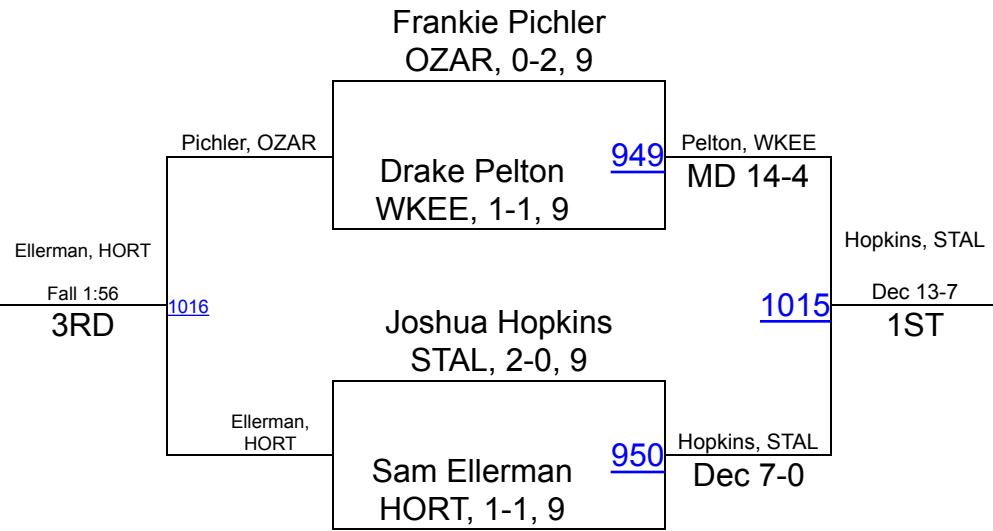 Frankie Pichler
OZAR, 0-2, 9
Pichler, OZAR
949
Pelton, WKEE
Drake Pelton
MD 14-4
WKEE, 1-1, 9
Ellerman, HORT
Hopkins, STAL
Fall 1:56
1016
1015
Dec 13-7
3RD
1ST
Joshua Hopkins
STAL, 2-0, 9
Ellerman,
HORT
950
Hopkins, STAL
Sam Ellerman
Dec 7-0
HORT, 1-1, 9